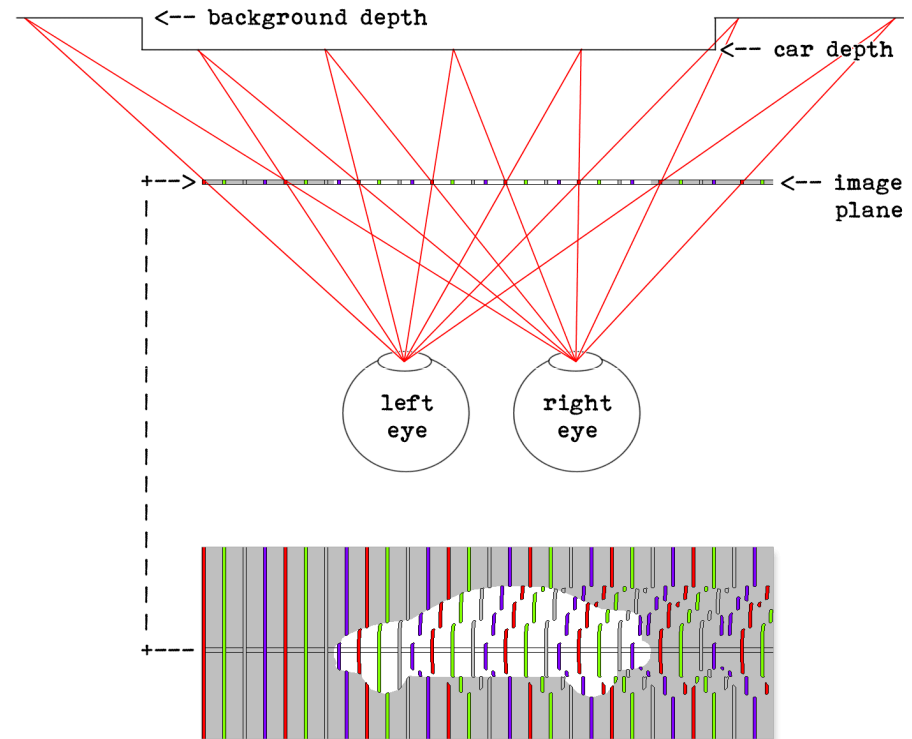 <-- background depth
<-- car depth
+-->
<-- image
plane
left
eye
right
eye
+---